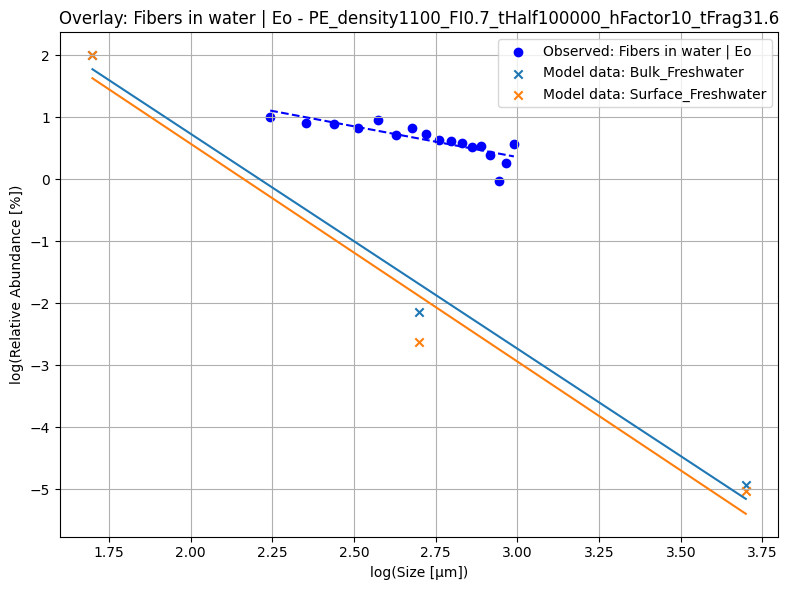 Overlay: Fibers in water | Eo - PE_density1100_FI0.7_tHalf100000_hFactor10_tFrag31.6
Observed: Fibers in water | Eo
Model data: Bulk_Freshwater
Model data: Surface_Freshwater
log(Relative Abundance [%])
2
1
0
−1
−2
−3
−4
−5
1.75 2.00 2.25 2.50 2.75 3.00 3.25 3.50 3.75
log(Size [μm])